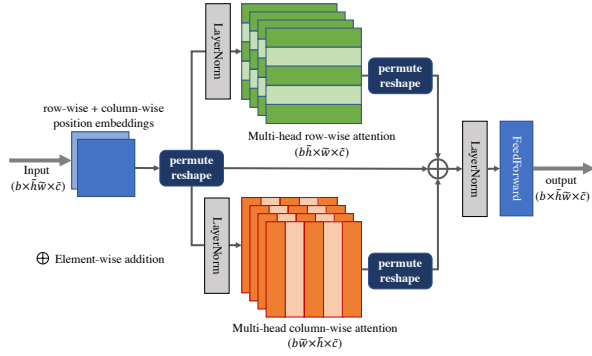 row-wise + column-wise
position embeddings
Input
(b×h̃w̃×c̃)
permute
reshape
LayerNorm
Multi-head row-wise attention
(bh̃×w̃×c̃)
permute
reshape
LayerNorm
Multi-head column-wise attention
(bw̃×h̃×c̃)
permute
reshape
LayerNorm
FeedForward
output
(b×h̃w̃×c̃)
⊕ Element-wise addition